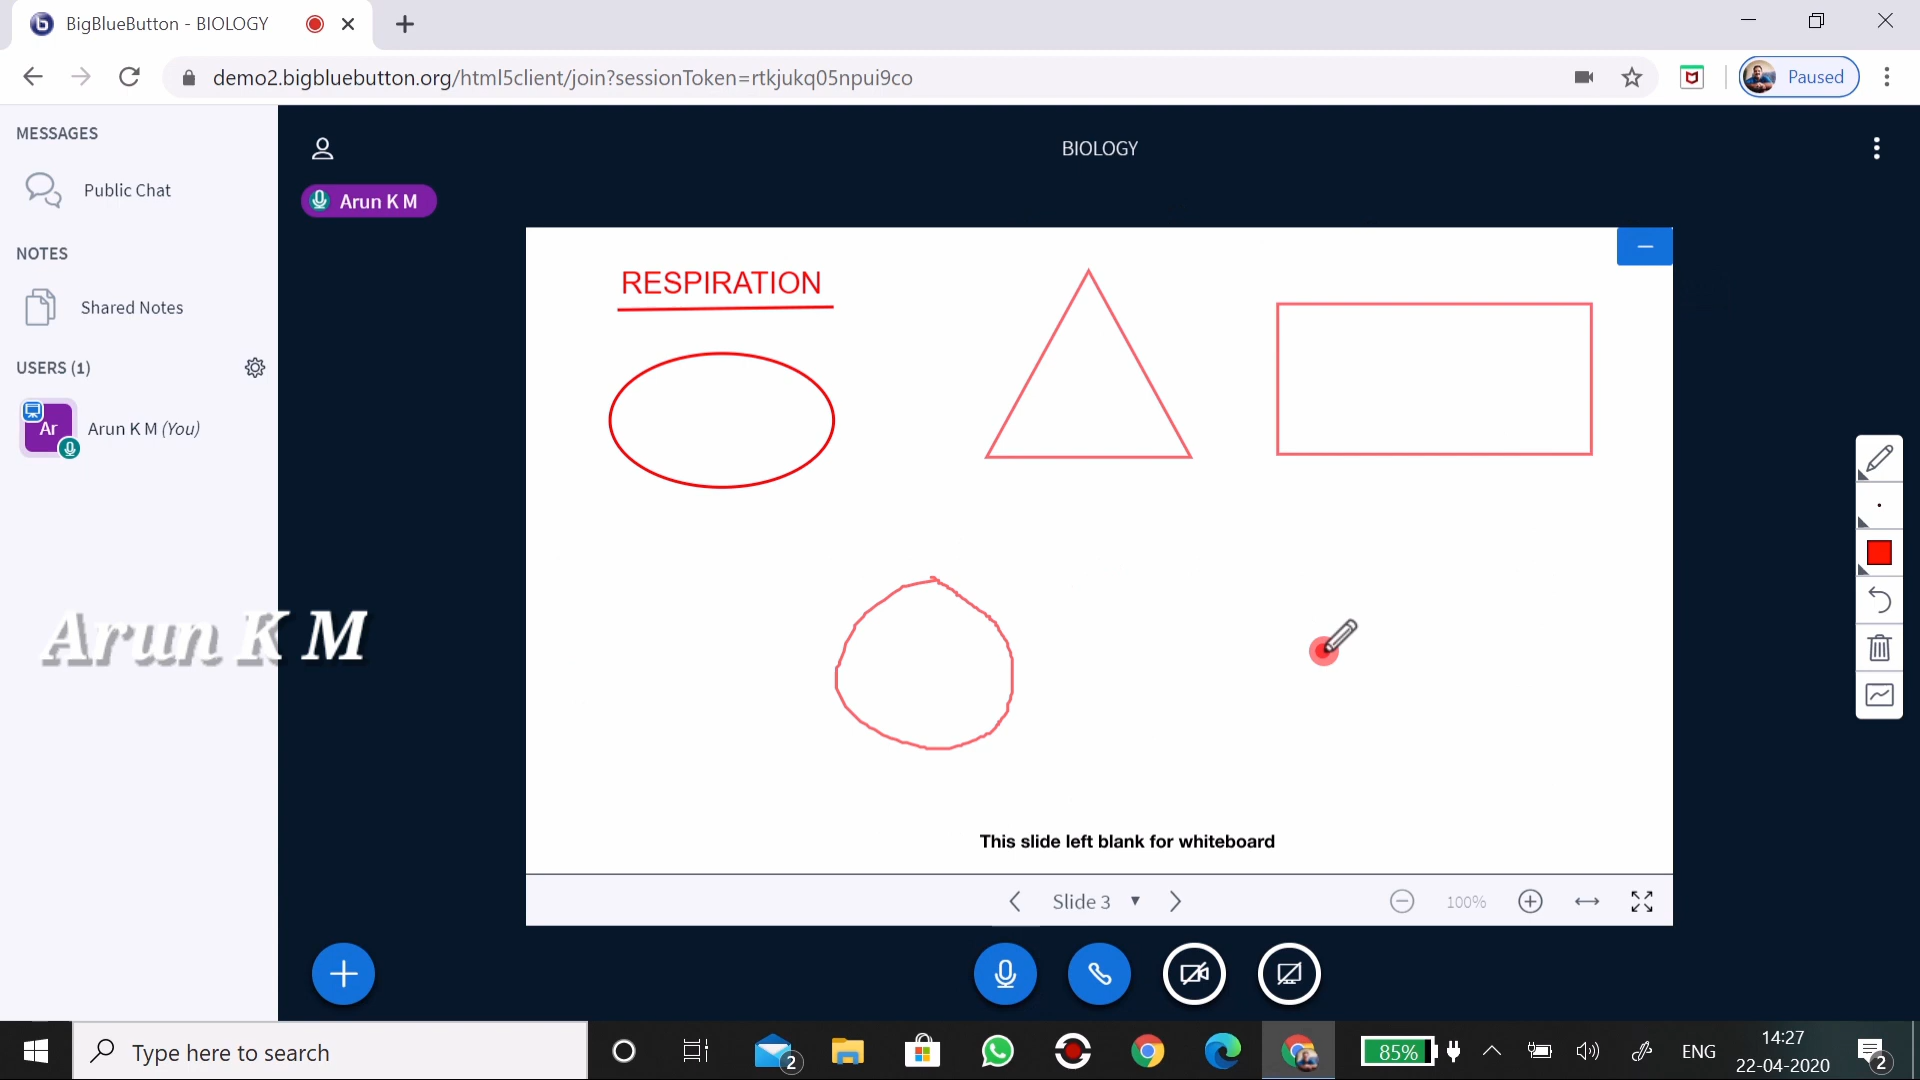 BigBlueButton - BIOLOGY
demo2.bigbluebutton.org/html5client/join?sessionToken=rtkjukq05npui9co
Paused
MESSAGES
Public Chat
NOTES
Shared Notes
USERS (1)
Ar
Arun K M (You)
BIOLOGY
Arun K M
RESPIRATION
Arun K M
This slide left blank for whiteboard
Slide 3
100%
Type here to search
2
85%
ENG
14:27
22-04-2020
2